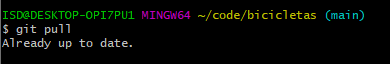 ISD@DESKTOP-OPI7PU1 MINGW64 ~/code/bicicletas (main)
$ git pull
Already up to date.